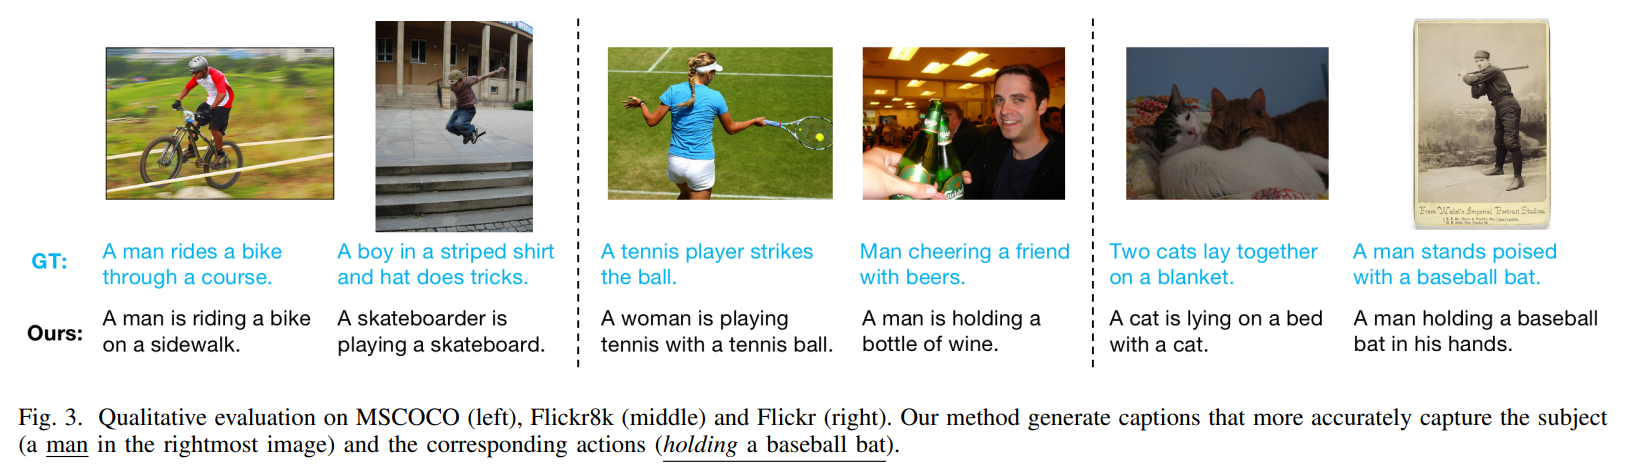 From Walzl's Imperial Portrait Studios.
GT:
A man rides a bike
through a course.
A boy in a striped shirt
and hat does tricks.
A tennis player strikes
the ball.
Man cheering a friend
with beers.
Two cats lay together
on a blanket.
A man stands poised
with a baseball bat.
Ours:
A man is riding a bike
on a sidewalk.
A skateboarder is
playing a skateboard.
A woman is playing
tennis with a tennis ball.
A man is holding a
bottle of wine.
A cat is lying on a bed
with a cat.
A man holding a baseball
bat in his hands.
Fig. 3. Qualitative evaluation on MSCOCO (left), Flickr8k (middle) and Flickr (right). Our method generate captions that more accurately capture the subject
(a man in the rightmost image) and the corresponding actions (holding a baseball bat).